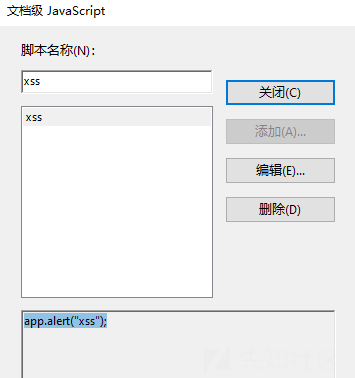 文档级 JavaScript
脚本名称(N):
xss
关闭(C)
xss
添加(A)...
编辑(E)...
删除(D)
app.alert("xss");